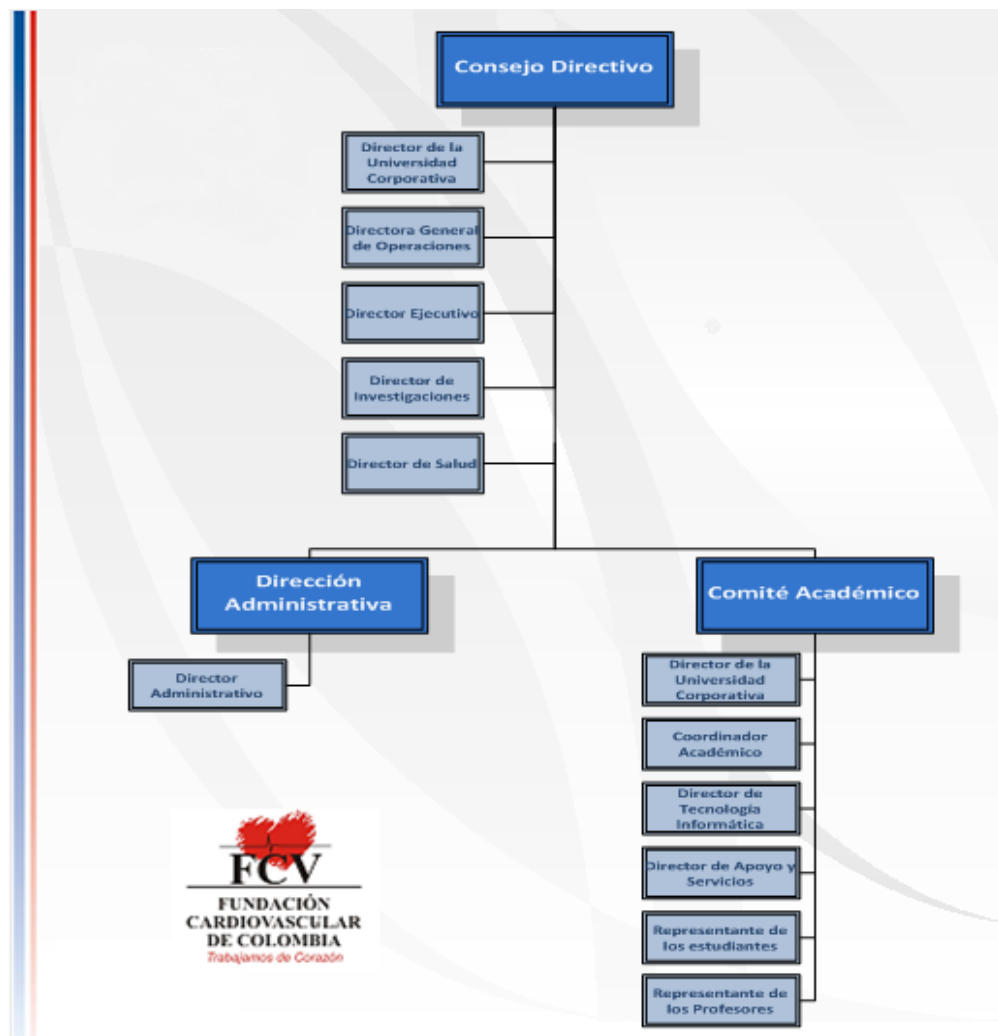 Consejo Directivo
Director de la
Universidad
Corporativa
Directora General
de Operaciones
Director Ejecutivo
Director de
Investigaciones
Director de Salud
Dirección
Administrativa
Director
Administrativo
Comité Académico
Director de la
Universidad
Corporativa
Coordinador
Académico
Director de
Tecnología
Informática
Director de Apoyo y
Servicios
Representante de
los estudiantes
Representante de
los Profesores
FCV
FUNDACIÓN
CARDIOVASCULAR
DE COLOMBIA
Trabajamos de Corazón